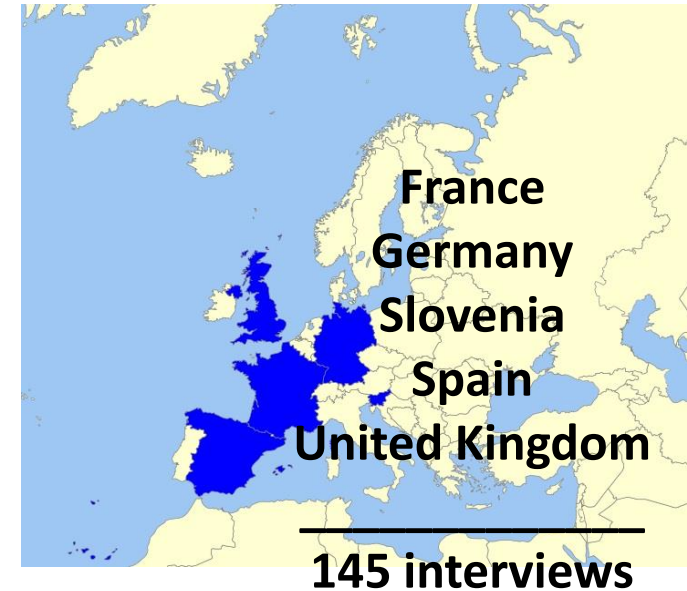 France
Germany
Slovenia
Spain
United Kingdom
145 interviews